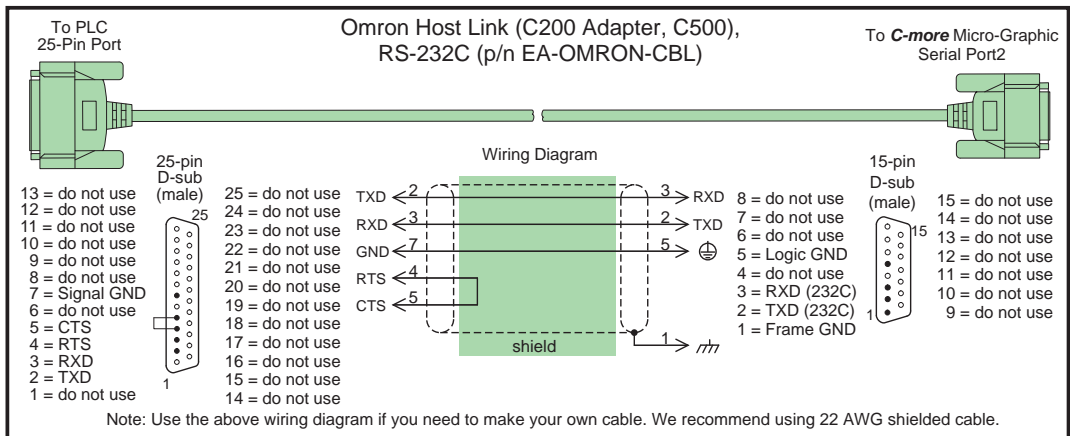 To PLC
25-Pin Port
Omron Host Link (C200 Adapter, C500),
RS-232C (p/n EA-OMRON-CBL)
To C-more Micro-Graphic
Serial Port2
25-pin
D-sub
(male)
13 = do not use
12 = do not use
11 = do not use
10 = do not use
9 = do not use
8 = do not use
7 = Signal GND
6 = do not use
5 = CTS
4 = RTS
3 = RXD
2 = TXD
1 = do not use
25
1
25 = do not use
24 = do not use
23 = do not use
22 = do not use
21 = do not use
20 = do not use
19 = do not use
18 = do not use
17 = do not use
16 = do not use
15 = do not use
14 = do not use
Wiring Diagram
TXD 2 3 RXD
RXD 3 2 TXD
GND 7 5
RTS 4
CTS 5
1
shield
8 = do not use
7 = do not use
6 = do not use
5 = Logic GND
4 = do not use
3 = RXD (232C)
2 = TXD (232C)
1 = Frame GND
15-pin
D-sub
(male)
15
1
15 = do not use
14 = do not use
13 = do not use
12 = do not use
11 = do not use
10 = do not use
9 = do not use
Note: Use the above wiring diagram if you need to make your own cable. We recommend using 22 AWG shielded cable.